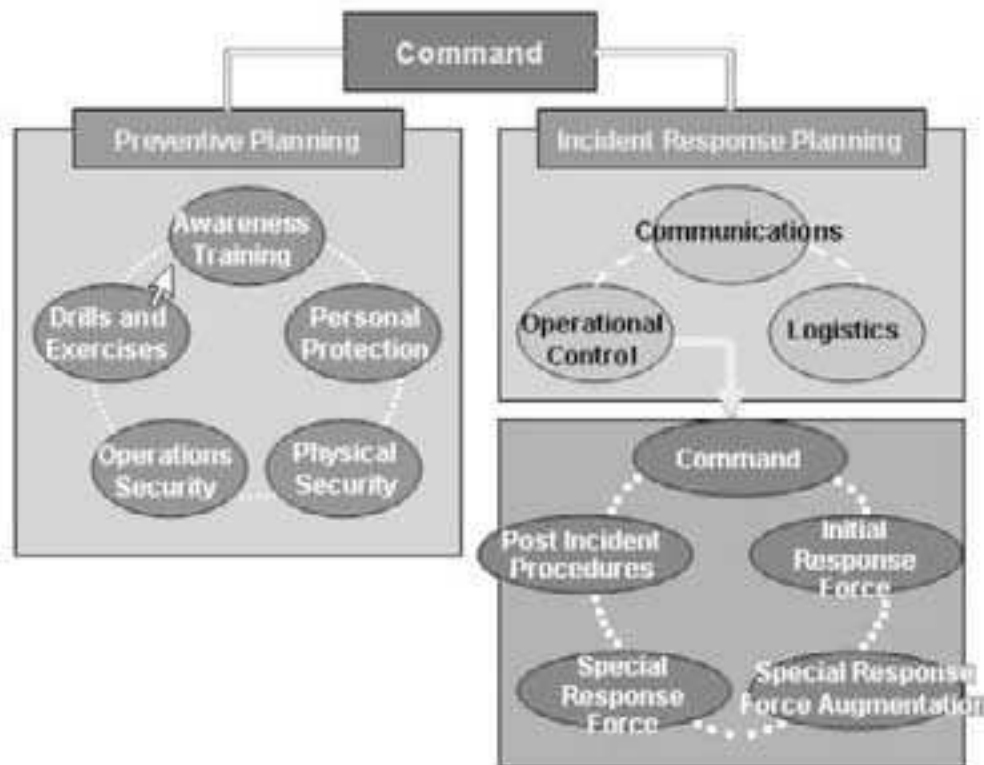 Command
Preventive Planning
Awareness
Training
Drills and
Exercises
Personal
Protection
Operations
Security
Physical
Security
Incident Response Planning
Communications
Operational
Control
Logistics
Command
Post Incident
Procedures
Initial
Response
Force
Special
Response
Force
Special Response
Force Augmentation